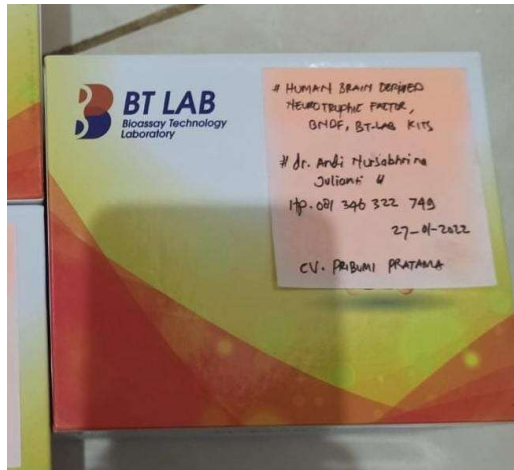 BT LAB
Bioassay Technology
Laboratory
# HUMAN BRAIN DERIVED
NEUROTROPHIC FACTOR,
BNDF, BT-LAB KITS
# dr. Andi Nursabhrina
Julianti #
Hp. 081 346 322 749
27-01-2022
CV. PRIBUMI PRATAMA